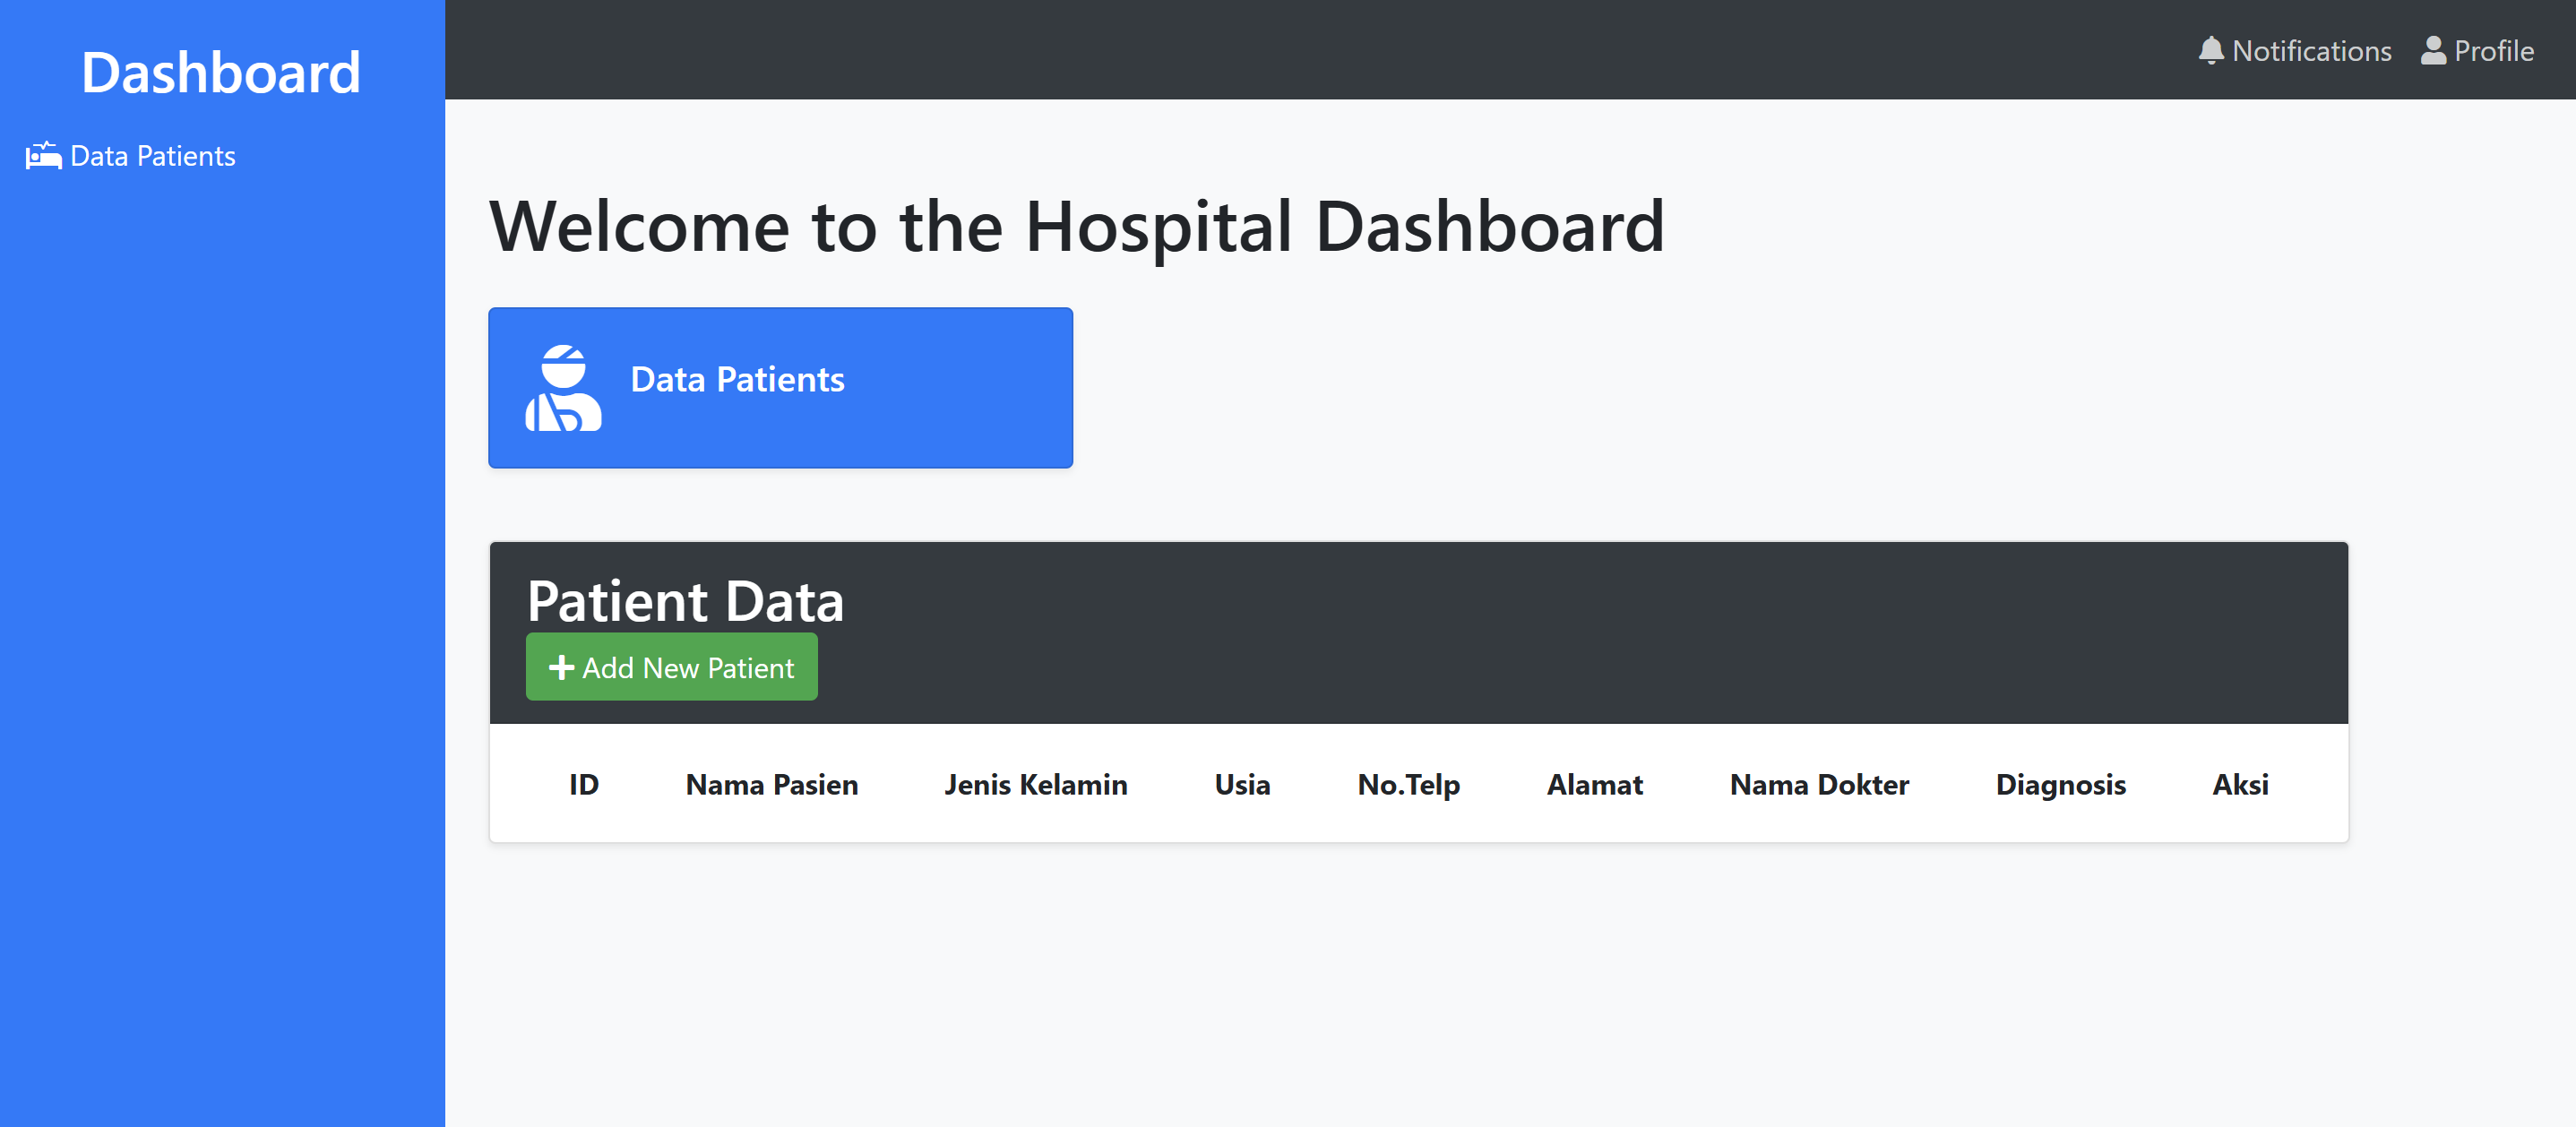 Dashboard
Data Patients
Notifications Profile
Welcome to the Hospital Dashboard
Data Patients
Patient Data
Add New Patient
ID Nama Pasien Jenis Kelamin Usia No.Telp Alamat Nama Dokter Diagnosis Aksi